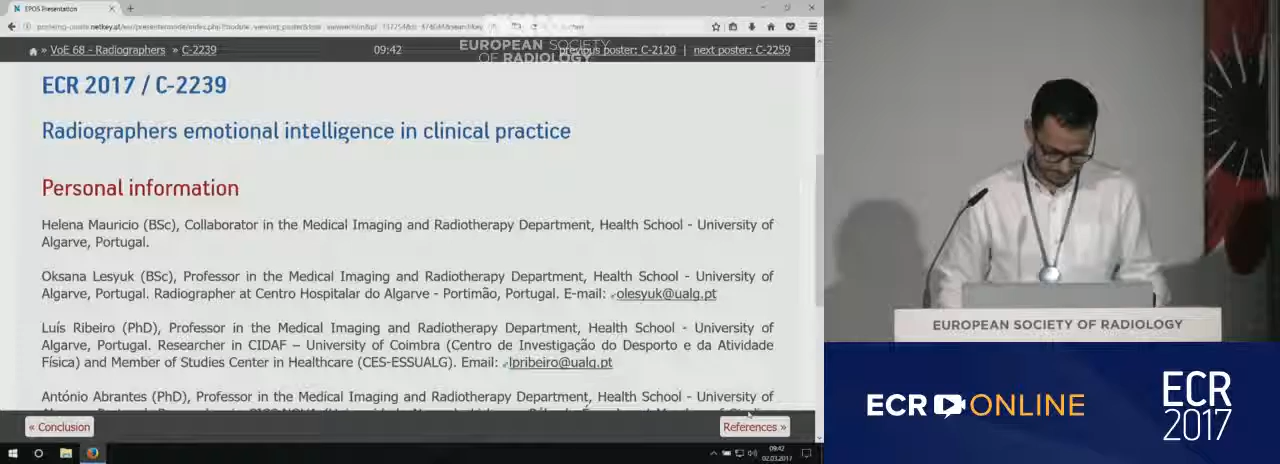 EPOS Presentation
VoE 68 - Radiographers » C-2239
09:42
EUROPEAN SOCIETY
OF RADIOLOGY
previous poster: C-2120 | next poster: C-2259
ECR 2017 / C-2239
Radiographers emotional intelligence in clinical practice
Personal information
Helena Mauricio (BSc), Collaborator in the Medical Imaging and Radiotherapy Department, Health School - University of
Algarve, Portugal.
Oksana Lesyuk (BSc), Professor in the Medical Imaging and Radiotherapy Department, Health School - University of
Algarve, Portugal. Radiographer at Centro Hospitalar do Algarve - Portimão, Portugal. E-mail: olesyuk@ualg.pt
Luís Ribeiro (PhD), Professor in the Medical Imaging and Radiotherapy Department, Health School - University of
Algarve, Portugal. Researcher in CIDAF – University of Coimbra (Centro de Investigação do Desporto e da Atividade
Física) and Member of Studies Center in Healthcare (CES-ESSUALG). Email: lpribeiro@ualg.pt
António Abrantes (PhD), Professor in the Medical Imaging and Radiotherapy Department, Health School - University of
« Conclusion
References »
09:42
02.03.2017
EUROPEAN SOCIETY OF RADIOLOGY
ECR ONLINE
ECR
2017